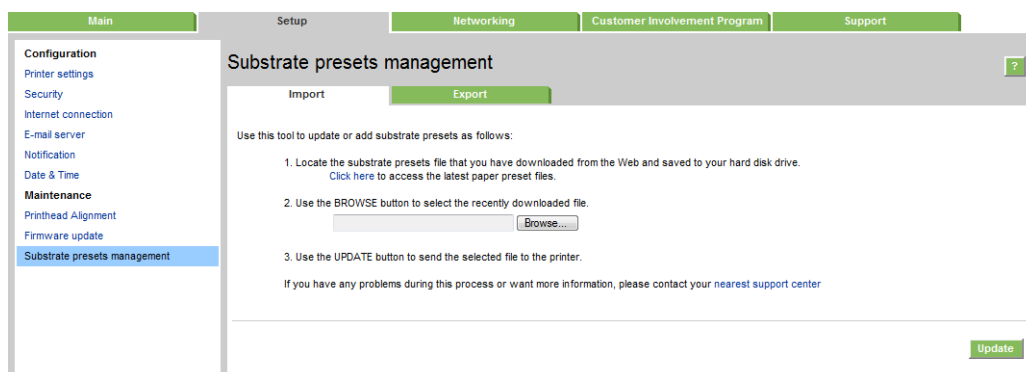 Main Setup Networking Customer Involvement Program Support
Configuration
Printer settings
Security
Internet connection
E-mail server
Notification
Date & Time
Maintenance
Printhead Alignment
Firmware update
Substrate presets management
Substrate presets management ?
Import Export
Use this tool to update or add substrate presets as follows:
1. Locate the substrate presets file that you have downloaded from the Web and saved to your hard disk drive.
Click here to access the latest paper preset files.
2. Use the BROWSE button to select the recently downloaded file.
Browse...
3. Use the UPDATE button to send the selected file to the printer.
If you have any problems during this process or want more information, please contact your nearest support center
Update